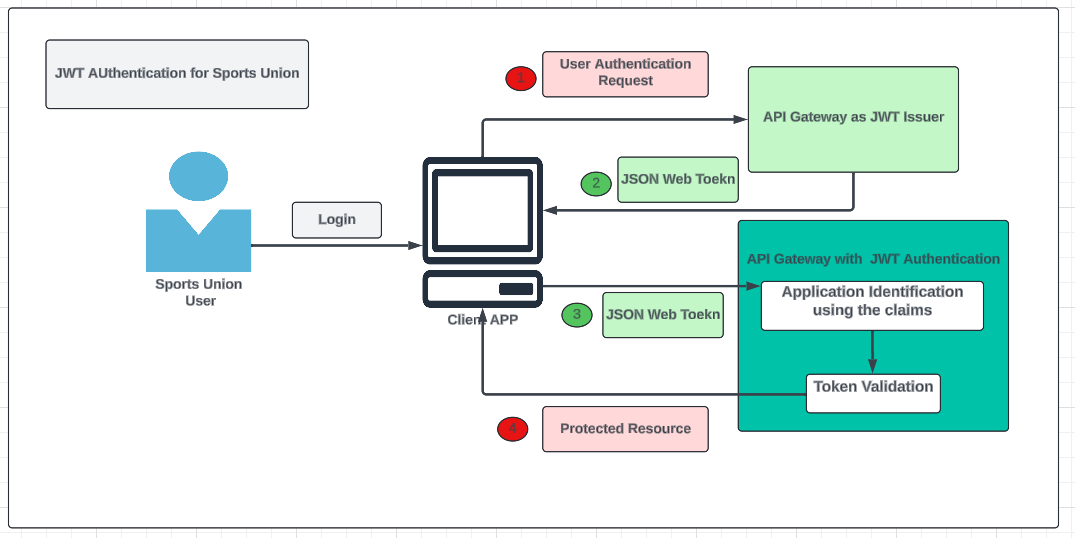 JWT AUthentication for Sports Union
1
User Authentication
Request
API Gateway as JWT Issuer
2
JSON Web Toekn
Login
Sports Union
User
Client APP
API Gateway with  JWT Authentication
Application Identification
using the claims
3
JSON Web Toekn
Token Validation
4
Protected Resource